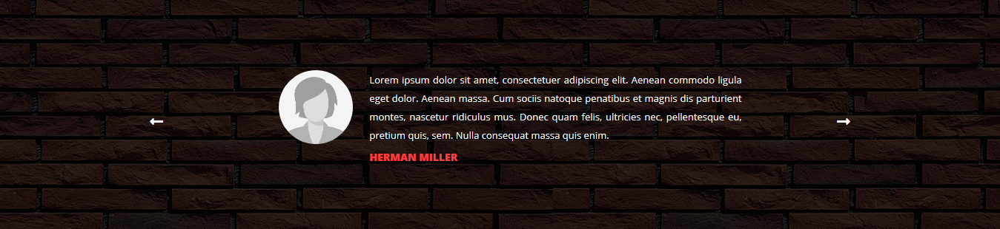 Lorem ipsum dolor sit amet, consectetuer adipiscing elit. Aenean commodo ligula
eget dolor. Aenean massa. Cum sociis natoque penatibus et magnis dis parturient
montes, nascetur ridiculus mus. Donec quam felis, ultricies nec, pellentesque eu,
pretium quis, sem. Nulla consequat massa quis enim.
HERMAN MILLER